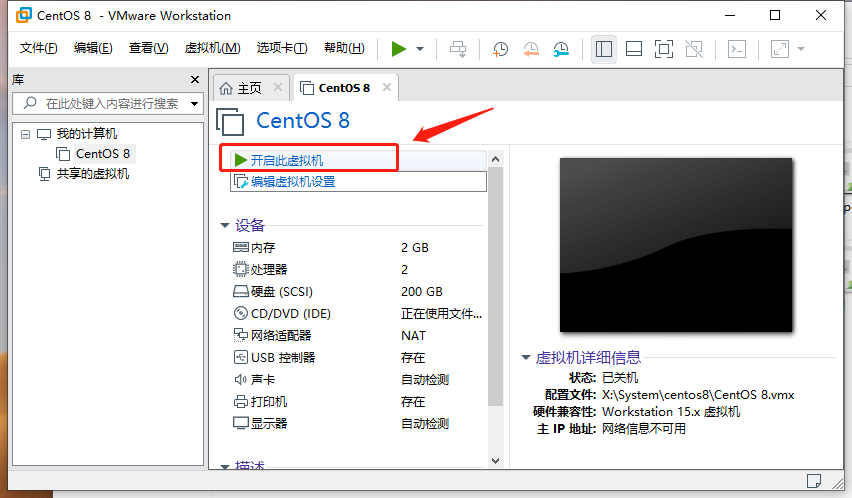 CentOS 8 - VMware Workstation
文件(F) 编辑(E) 查看(V) 虚拟机(M) 选项卡(T) 帮助(H)
库
在此处键入内容进行搜索
我的计算机
CentOS 8
共享的虚拟机
主页 CentOS 8
CentOS 8
开启此虚拟机
编辑虚拟机设置
设备
内存 2 GB
处理器 2
硬盘 (SCSI) 200 GB
CD/DVD (IDE) 正在使用文件...
网络适配器 NAT
USB 控制器 存在
声卡 自动检测
打印机 存在
显示器 自动检测
描述
虚拟机详细信息
状态: 已关机
配置文件: X:\System\centos8\CentOS 8.vmx
硬件兼容性: Workstation 15.x 虚拟机
主 IP 地址: 网络信息不可用